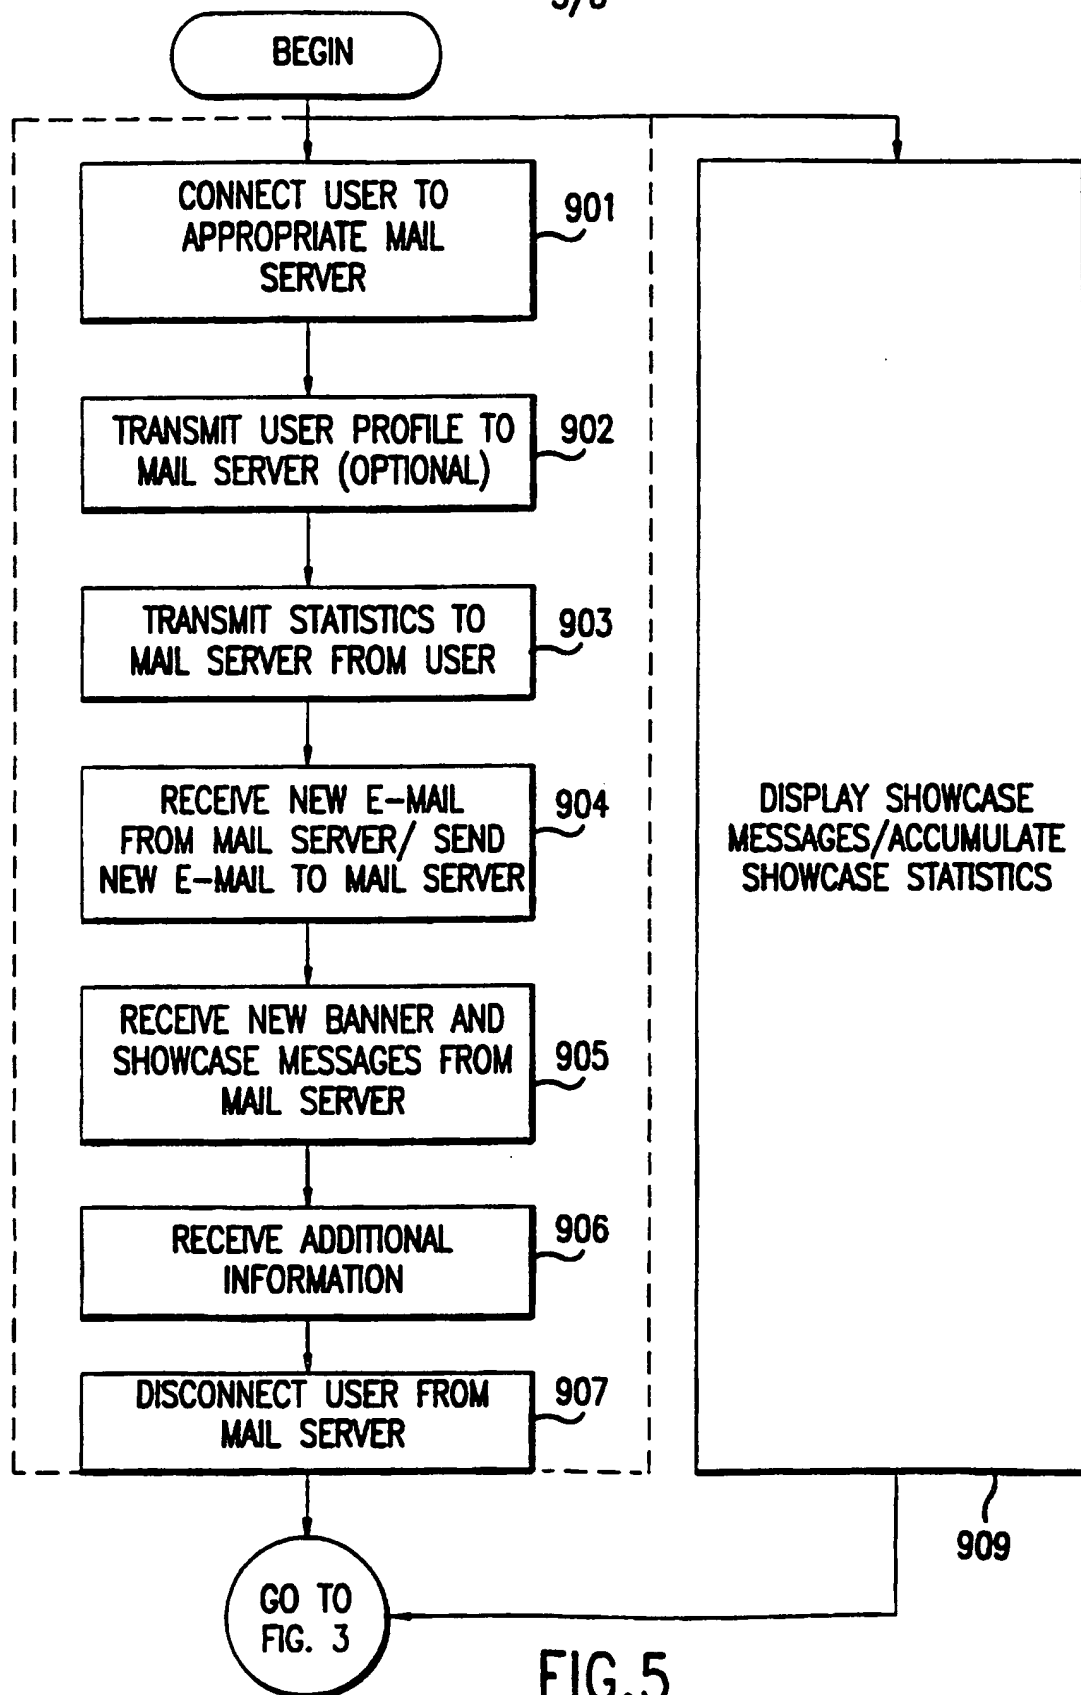 BEGIN
CONNECT USER TO
APPROPRIATE MAIL
SERVER
901
TRANSMIT USER PROFILE TO
MAIL SERVER (OPTIONAL)
902
TRANSMIT STATISTICS TO
MAIL SERVER FROM USER
903
RECEIVE NEW E-MAIL
FROM MAIL SERVER/ SEND
NEW E-MAIL TO MAIL SERVER
904
RECEIVE NEW BANNER AND
SHOWCASE MESSAGES FROM
MAIL SERVER
905
RECEIVE ADDITIONAL
INFORMATION
906
DISCONNECT USER FROM
MAIL SERVER
907
DISPLAY SHOWCASE
MESSAGES/ACCUMULATE
SHOWCASE STATISTICS
909
GO TO
FIG. 3
FIG.5